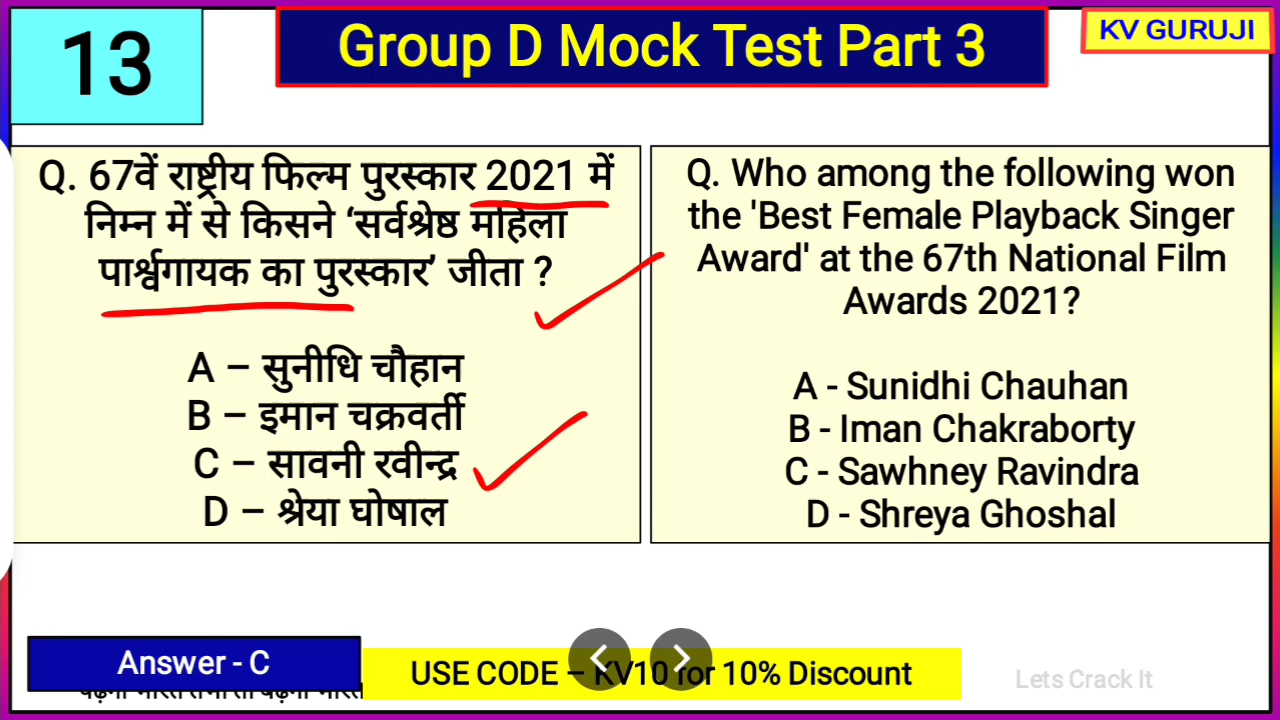 13
Group D Mock Test Part 3
KV GURUJI
Q. 67वें राष्ट्रीय फिल्म पुरस्कार 2021 में
निम्न में से किसने ‘सर्वश्रेष्ठ महिला
पार्श्वगायक का पुरस्कार’ जीता ?
A – सुनीधि चौहान
B – इमान चक्रवर्ती
C – सावनी रवीन्द्र
D – श्रेया घोषाल
Q. Who among the following won
the 'Best Female Playback Singer
Award' at the 67th National Film
Awards 2021?
A - Sunidhi Chauhan
B - Iman Chakraborty
C - Sawhney Ravindra
D - Shreya Ghoshal
Answer - C
USE CODE – KV10 for 10% Discount
Lets Crack It